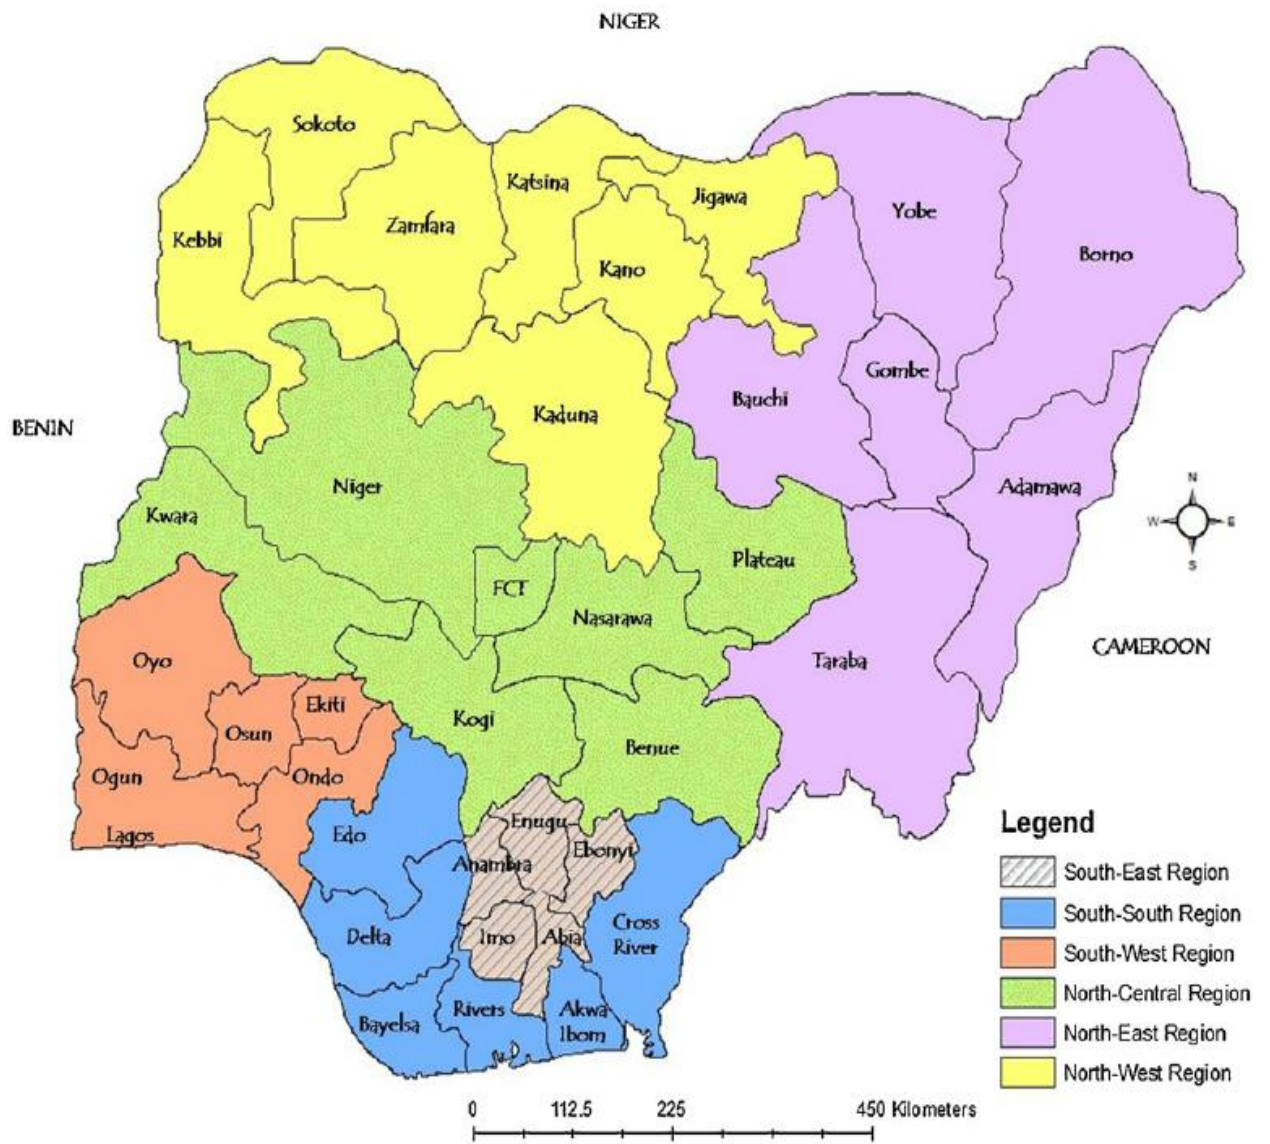 NIGER
Sokoto
Katsina
Jigawa
Yobe
Zamfara
Kebbi
Kano
Borno
Gombe
Bauchi
Kaduna
BENIN
Niger
Adamawa
Kwara
N
W
E
S
Plateau
FCT
Nasarawa
CAMEROON
Oyo
Taraba
Ekiti
Kogi
Osun
Benue
Ogun
Ondo
Lagos
Edo
Enugu
Ebonyi
Anambra
Cross
River
Delta
Imo
Abia
Rivers
Akwa
Ibom
Bayelsa
Legend
South-East Region
South-South Region
South-West Region
North-Central Region
North-East Region
North-West Region
0 112.5 225 450 Kilometers